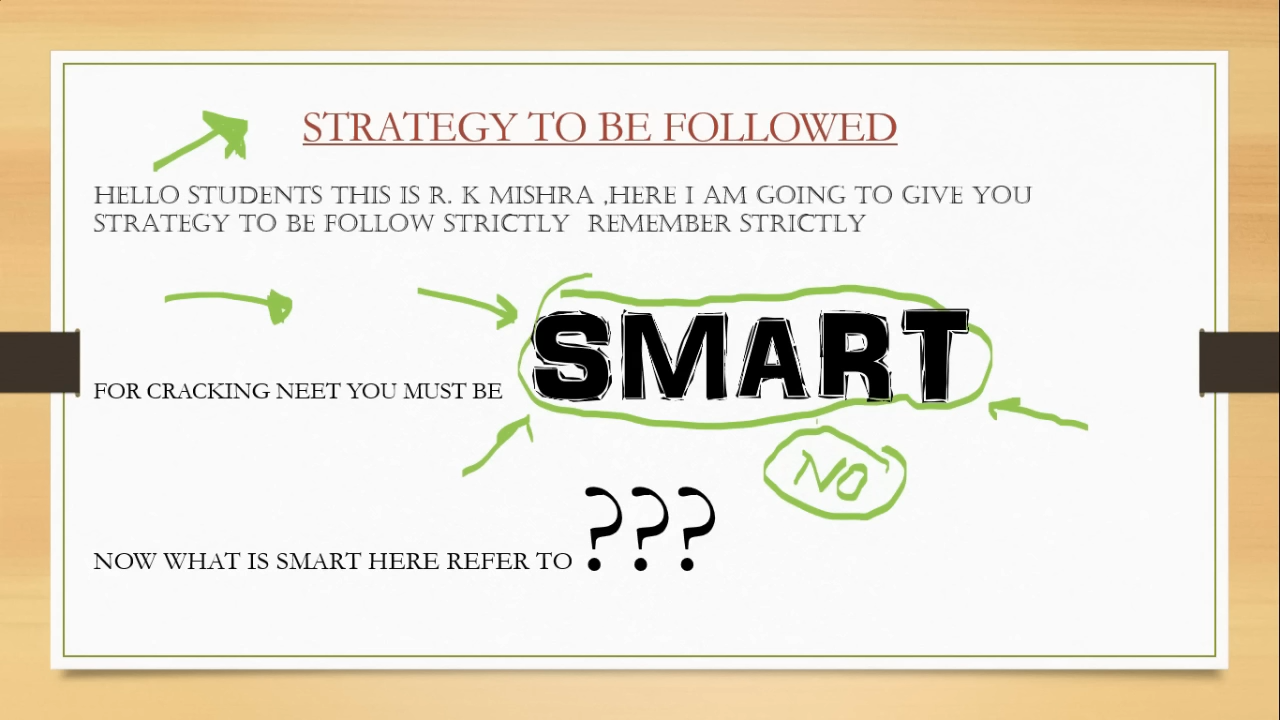 STRATEGY TO BE FOLLOWED
HELLO STUDENTS THIS IS R. K MISHRA ,HERE I AM GOING TO GIVE YOU
STRATEGY TO BE FOLLOW STRICTLY  REMEMBER STRICTLY
FOR CRACKING NEET YOU MUST BE SMART
NO
NOW WHAT IS SMART HERE REFER TO ???